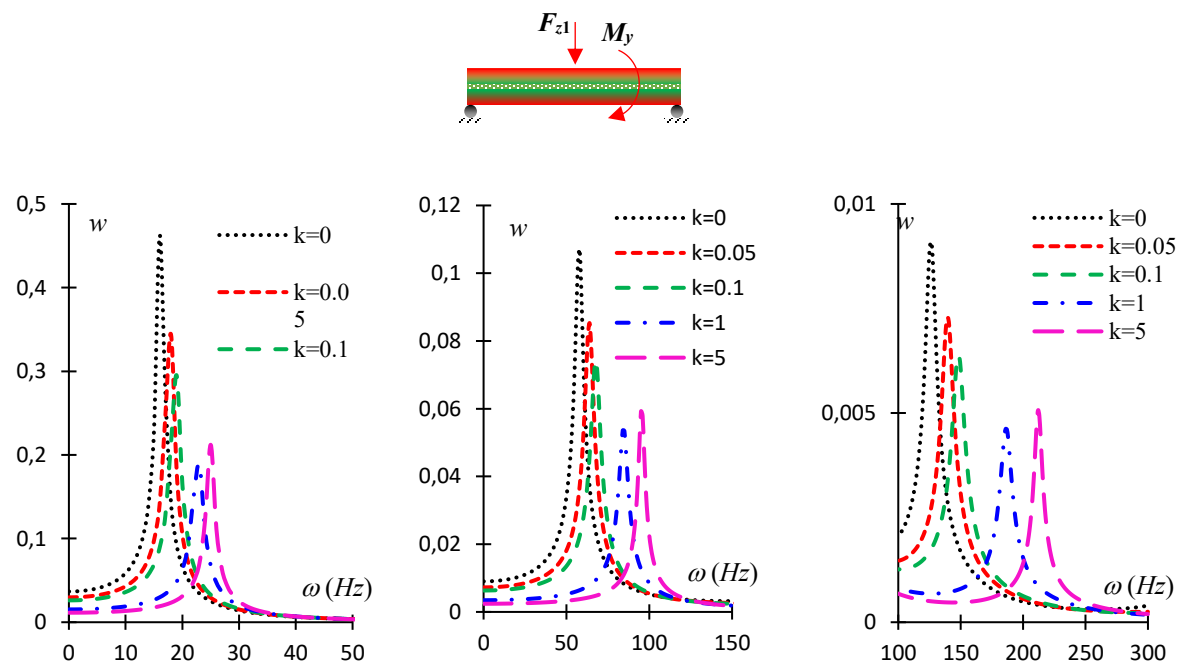 F_z1
M_y
0,5
0,4
0,3
0,2
0,1
0
0 10 20 30 40 50
w
k=0
k=0.0
5
k=0.1
ω (Hz)
0,12
0,1
0,08
0,06
0,04
0,02
0
0 50 100 150
w
k=0
k=0.05
k=0.1
k=1
k=5
ω (Hz)
0,01
0,005
0
100 150 200 250 300
w
k=0
k=0.05
k=0.1
k=1
k=5
ω (Hz)